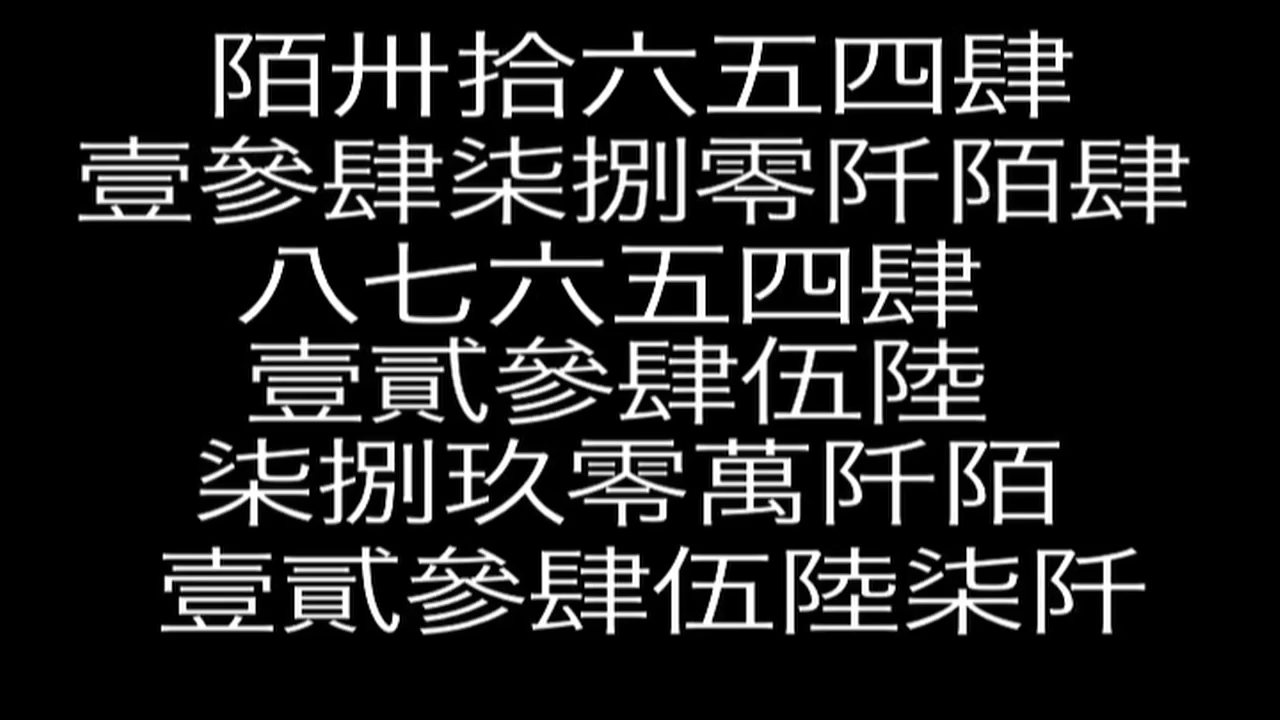 陌卅拾六五四肆
壹參肆柒捌零阡陌肆
八七六五四肆
壹貳參肆伍陸
柒捌玖零萬阡陌
壹貳參肆伍陸柒阡